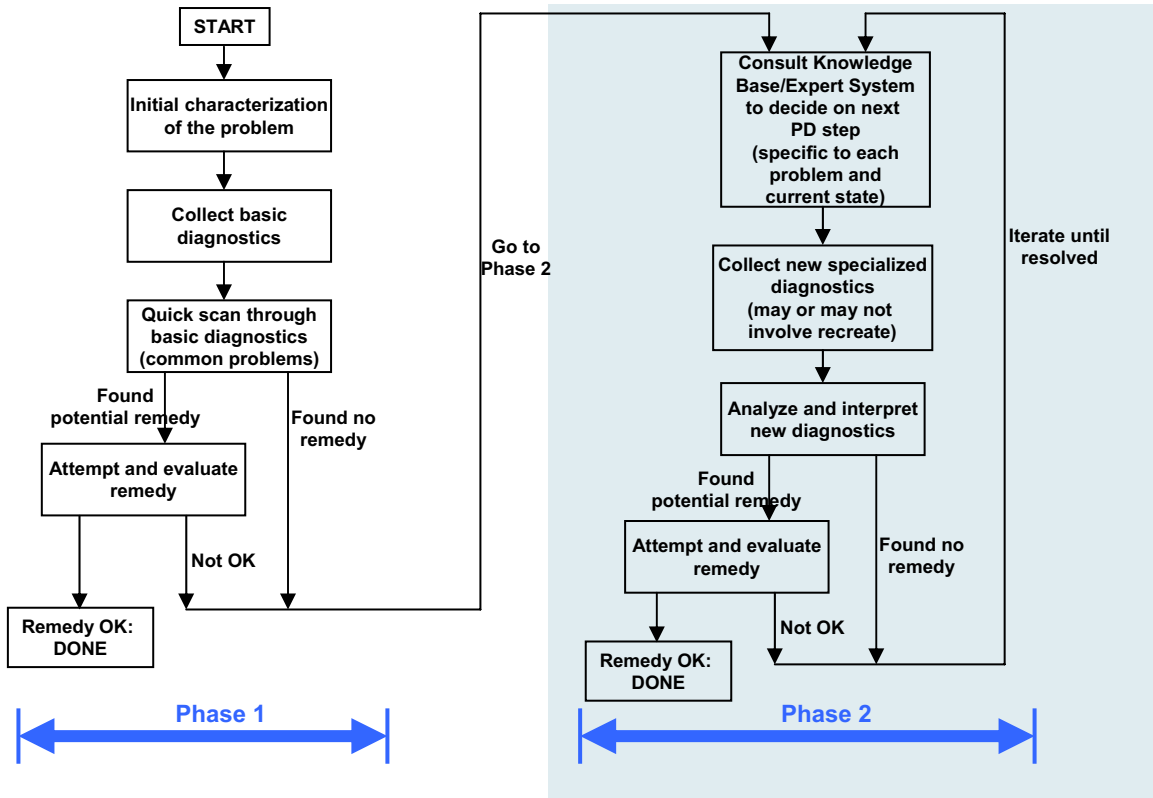 START
Initial characterization
of the problem
Collect basic
diagnostics
Quick scan through
basic diagnostics
(common problems)
Found
potential remedy
Found no
remedy
Attempt and evaluate
remedy
Not OK
Remedy OK:
DONE
Phase 1
Go to
Phase 2
Consult Knowledge
Base/Expert System
to decide on next
PD step
(specific to each
problem and
current state)
Collect new specialized
diagnostics
(may or may not
involve recreate)
Analyze and interpret
new diagnostics
Found
potential remedy
Found no
remedy
Attempt and evaluate
remedy
Not OK
Remedy OK:
DONE
Iterate until
resolved
Phase 2